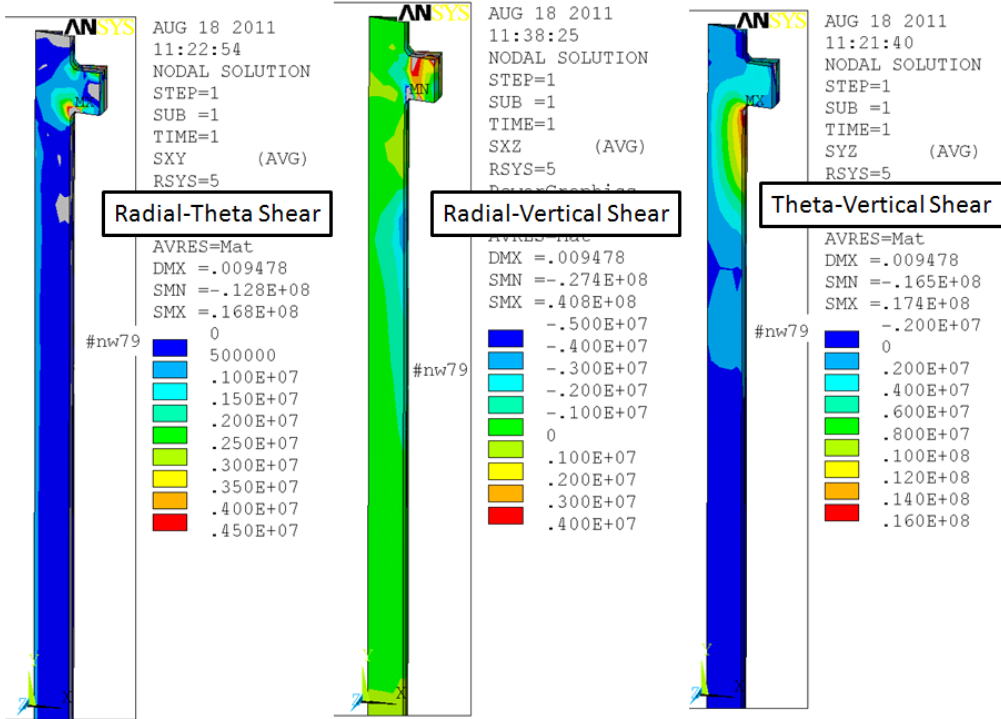 ANSYS
AUG 18 2011
11:22:54
NODAL SOLUTION
STEP=1
SUB =1
TIME=1
SXY (AVG)
RSYS=5
Radial-Theta Shear
AVRES=Mat
DMX =.009478
SMN =-.128E+08
SMX =.168E+08
0
500000
.100E+07
.150E+07
.200E+07
.250E+07
.300E+07
.350E+07
.400E+07
.450E+07
#nw79
MX
Y
Z
X
ANSYS
AUG 18 2011
11:38:25
NODAL SOLUTION
STEP=1
SUB =1
TIME=1
SXZ (AVG)
RSYS=5
PowerGraphics
Radial-Vertical Shear
AVRES=Mat
DMX =.009478
SMN =-.274E+08
SMX =.408E+08
-.500E+07
-.400E+07
-.300E+07
-.200E+07
-.100E+07
0
.100E+07
.200E+07
.300E+07
.400E+07
#nw79
MN
Y
Z
X
ANSYS
AUG 18 2011
11:21:40
NODAL SOLUTION
STEP=1
SUB =1
TIME=1
SYZ (AVG)
RSYS=5
Theta-Vertical Shear
AVRES=Mat
DMX =.009478
SMN =-.165E+08
SMX =.174E+08
-.200E+07
0
.200E+07
.400E+07
.600E+07
.800E+07
.100E+08
.120E+08
.140E+08
.160E+08
#nw79
MX
Y
Z
X